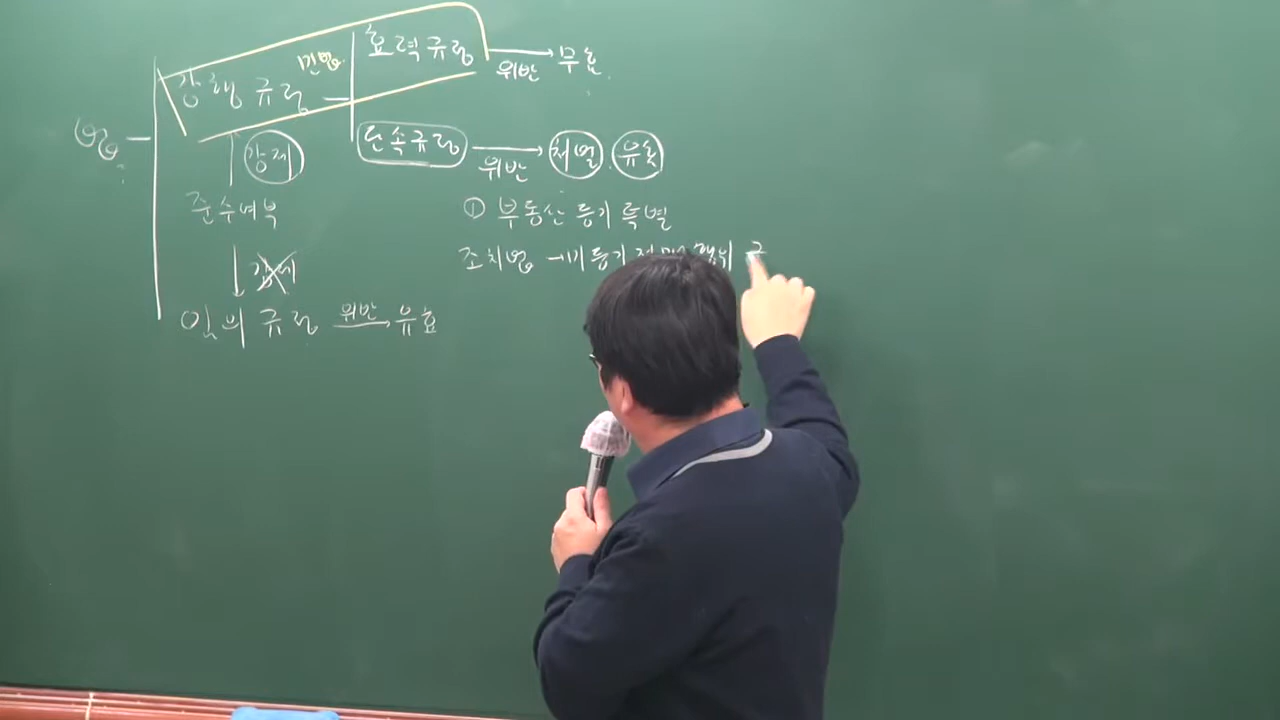 효력규정 위반 → 무효.
강행규정 민법
법 단속규정 위반 → 처벌. 유효
강제
준수여부 ① 부동산 등기 특별
조치법 → 미등기 전매 행위
강제
임의 규정 위반 → 유효